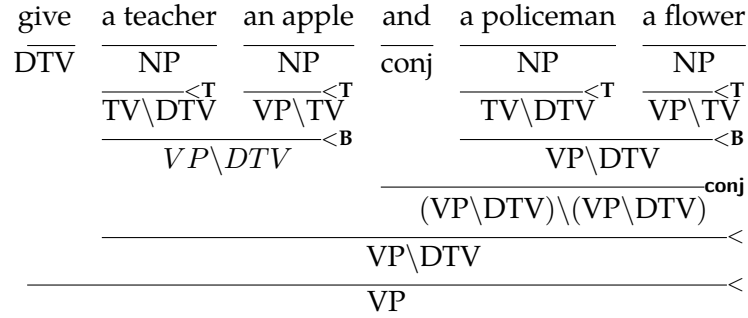 give a teacher an apple and a policeman a flower
DTV NP NP conj NP NP
<T <T <T <T
TV\DTV VP\TV TV\DTV VP\TV
<B <B
VP\DTV VP\DTV
conj
(VP\DTV)\(VP\DTV)
<
VP\DTV
<
VP